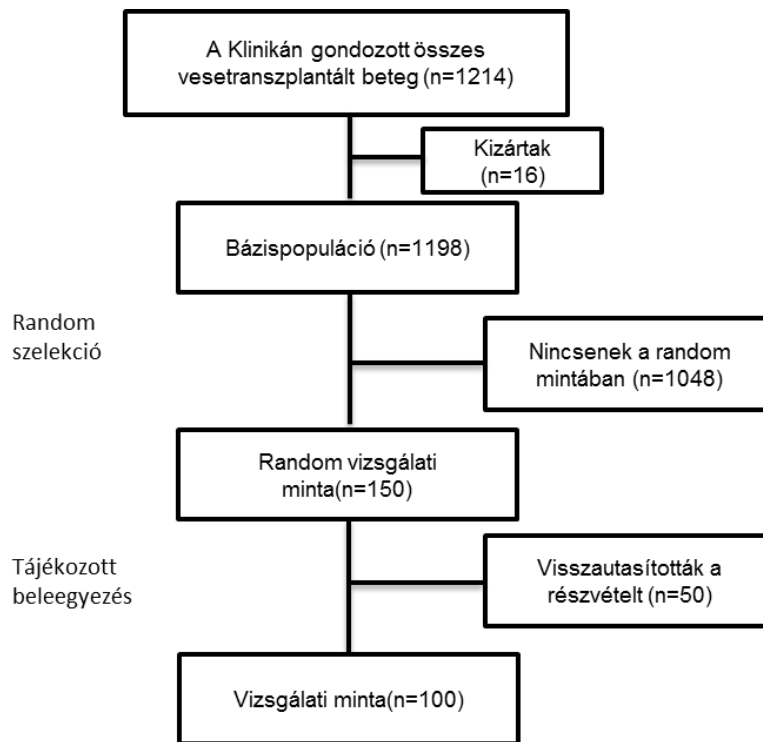 A Klinikán gondozott összes
vesetranszplantált beteg (n=1214)
Kizártak
(n=16)
Bázispopuláció (n=1198)
Random
szelekció
Nincsenek a random
mintában (n=1048)
Random vizsgálati
minta(n=150)
Tájékozott
beleegyezés
Visszautasították a
részvételt (n=50)
Vizsgálati minta(n=100)